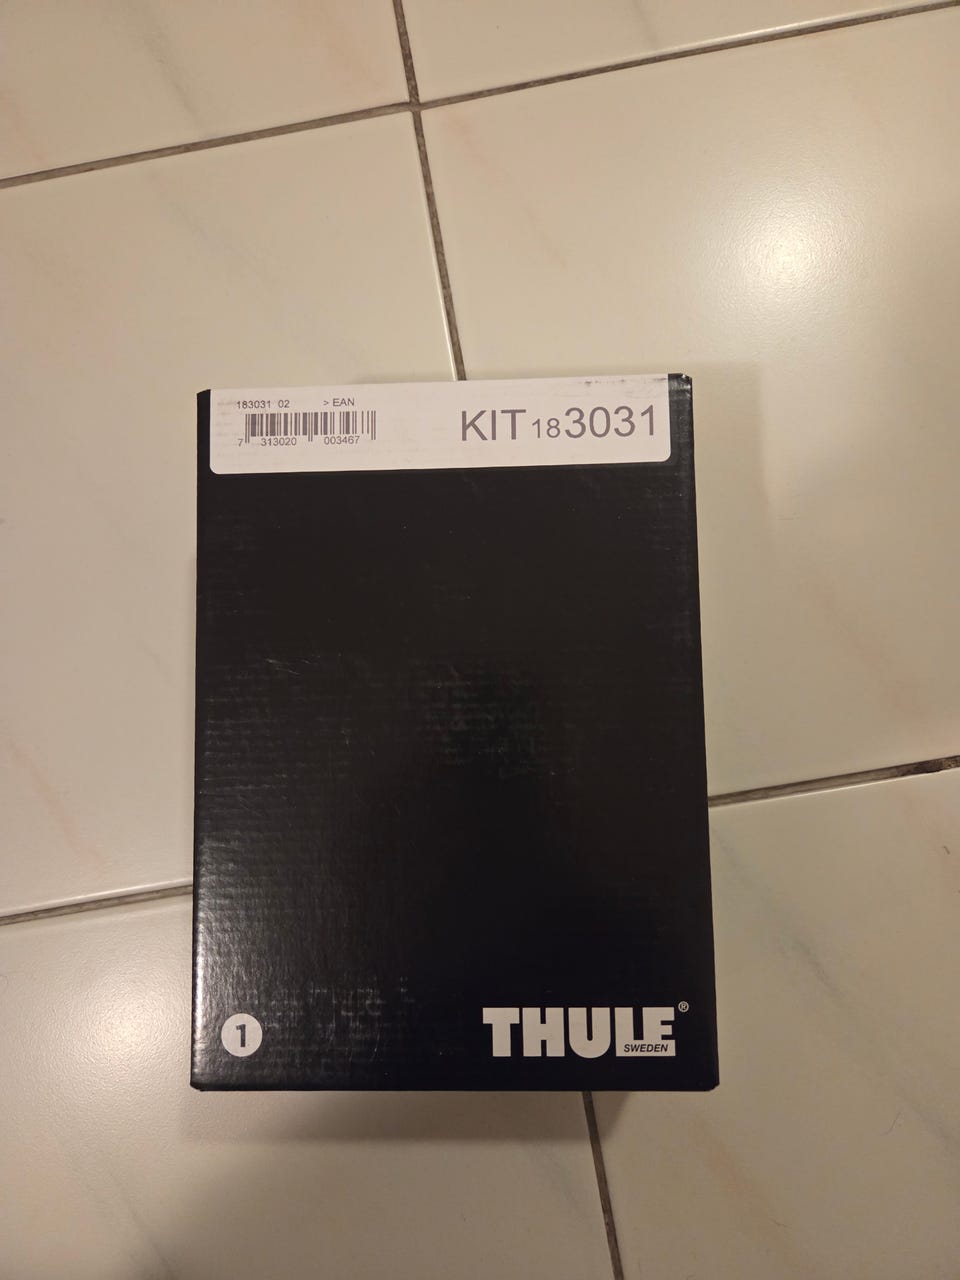 183031 02 > EAN
7 313020 003467
KIT 183031
1
THULE®
SWEDEN